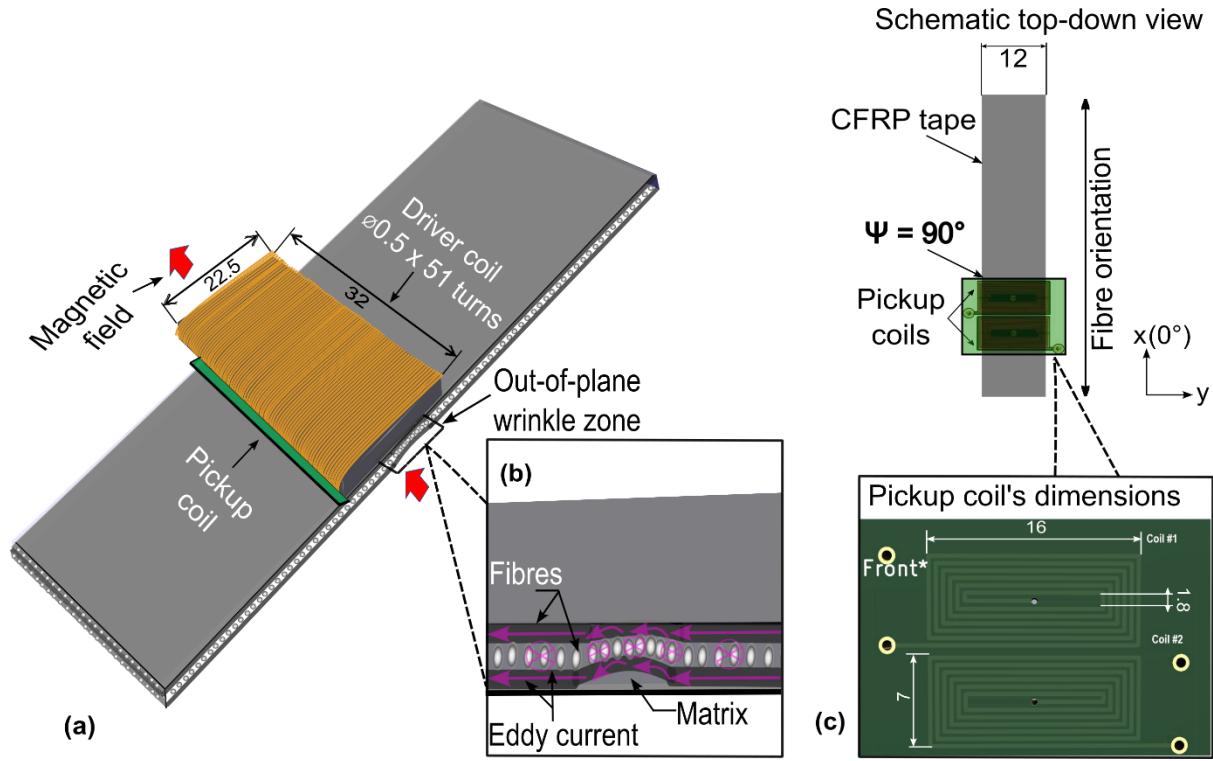 Schematic top-down view
12
CFRP tape
Fibre orientation
Ψ = 90°
Pickup
coils
x(0°)
y
Driver coil
⌀0.5 x 51 turns
22.5
32
Magnetic
field
Out-of-plane
wrinkle zone
Pickup
coil
(a)
(b)
Fibres
Eddy current
Matrix
(c)
Pickup coil's dimensions
16
Coil #1
Front*
1.8
Coil #2
7